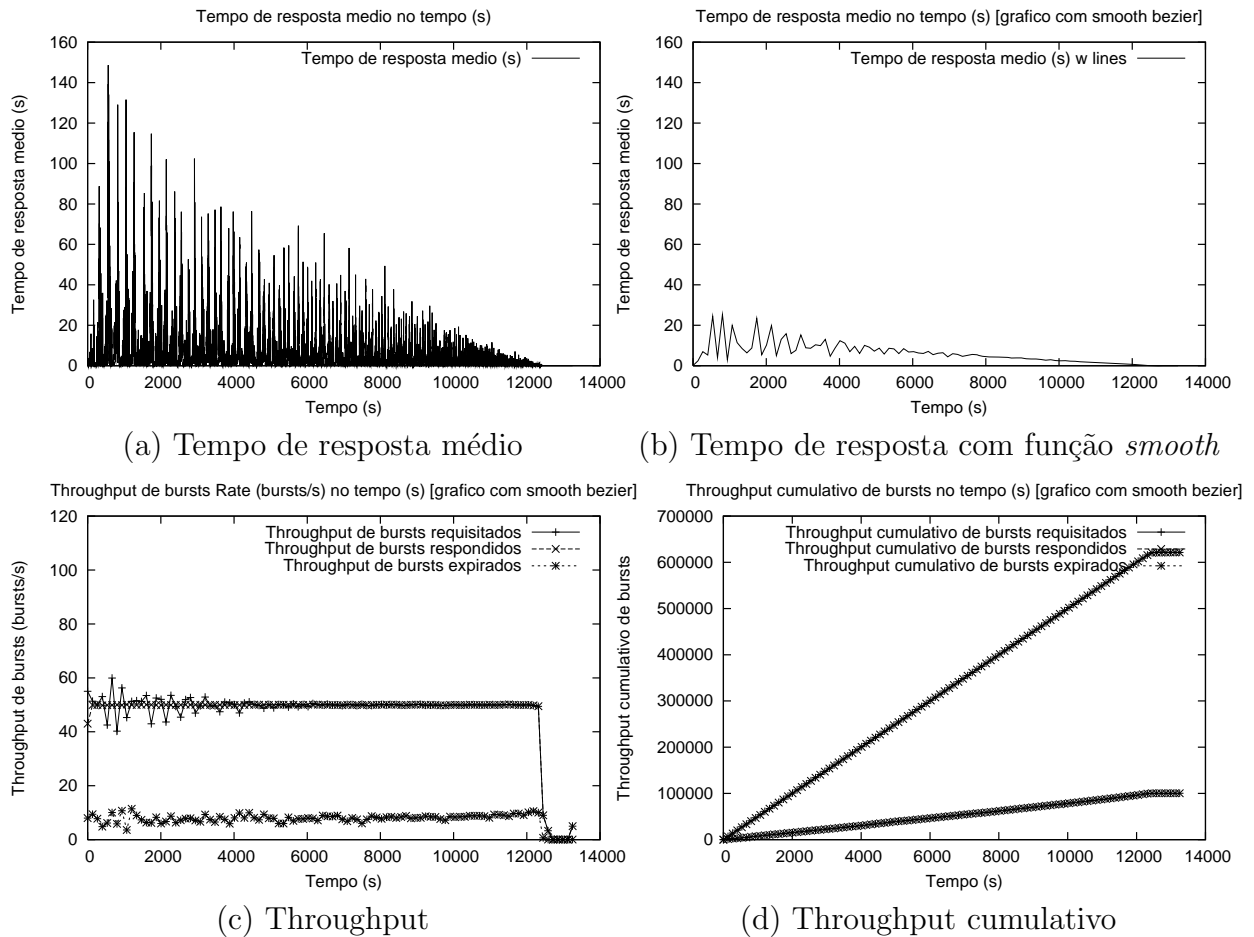 Tempo de resposta medio no tempo (s)
160
140
120
100
80
60
40
20
0
Tempo de resposta medio (s)
Tempo de resposta medio (s)
0 2000 4000 6000 8000 10000 12000 14000
Tempo (s)
(a) Tempo de resposta médio
Tempo de resposta medio no tempo (s) [grafico com smooth bezier]
160
140
120
100
80
60
40
20
0
Tempo de resposta medio (s)
Tempo de resposta medio (s) w lines
0 2000 4000 6000 8000 10000 12000 14000
Tempo (s)
(b) Tempo de resposta com função smooth
Throughput de bursts Rate (bursts/s) no tempo (s) [grafico com smooth bezier]
120
100
80
60
40
20
0
Throughput de bursts (bursts/s)
Throughput de bursts requisitados
Throughput de bursts respondidos
Throughput de bursts expirados
0 2000 4000 6000 8000 10000 12000 14000
Tempo (s)
(c) Throughput
Throughput cumulativo de bursts no tempo (s) [grafico com smooth bezier]
700000
600000
500000
400000
300000
200000
100000
0
Throughput cumulativo de bursts
Throughput cumulativo de bursts requisitados
Throughput cumulativo de bursts respondidos
Throughput cumulativo de bursts expirados
0 2000 4000 6000 8000 10000 12000 14000
Tempo (s)
(d) Throughput cumulativo